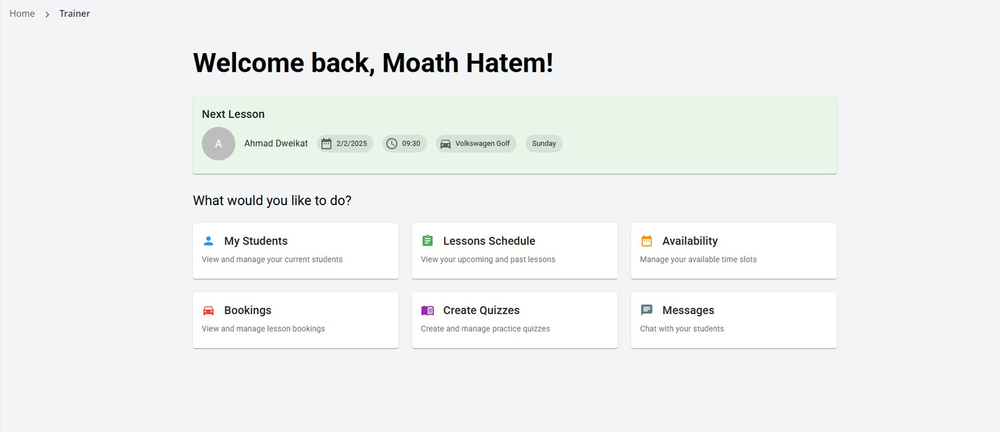 Home > Trainer
Welcome back, Moath Hatem!
Next Lesson
A Ahmad Dweikat 2/2/2025 09:30 Volkswagen Golf Sunday
What would you like to do?
My Students
View and manage your current students
Lessons Schedule
View your upcoming and past lessons
Availability
Manage your available time slots
Bookings
View and manage lesson bookings
Create Quizzes
Create and manage practice quizzes
Messages
Chat with your students